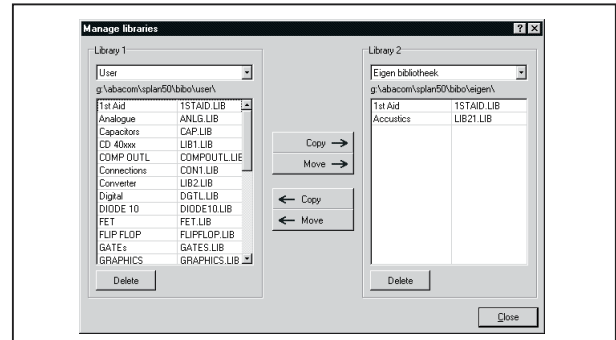 Manage libraries
Library 1
User
g:\abacom\splan50\bibo\user\
1st Aid 1STAID.LIB
Analogue ANLG.LIB
Capacitors CAP.LIB
CD 40xxx LIB1.LIB
COMP OUTL COMPOUTL.LIB
Connections CON1.LIB
Converter LIB2.LIB
Digital DGTL.LIB
DIODE 10 DIODE10.LIB
FET FET.LIB
FLIP FLOP FLIPFLOP.LIB
GATEs GATES.LIB
GRAPHICS GRAPHICS.LIB
Delete
Copy
Move
Copy
Move
Library 2
Eigen bibliotheek
g:\abacom\splan50\bibo\eigen\
1st Aid 1STAID.LIB
Accustics LIB21.LIB
Delete
Close